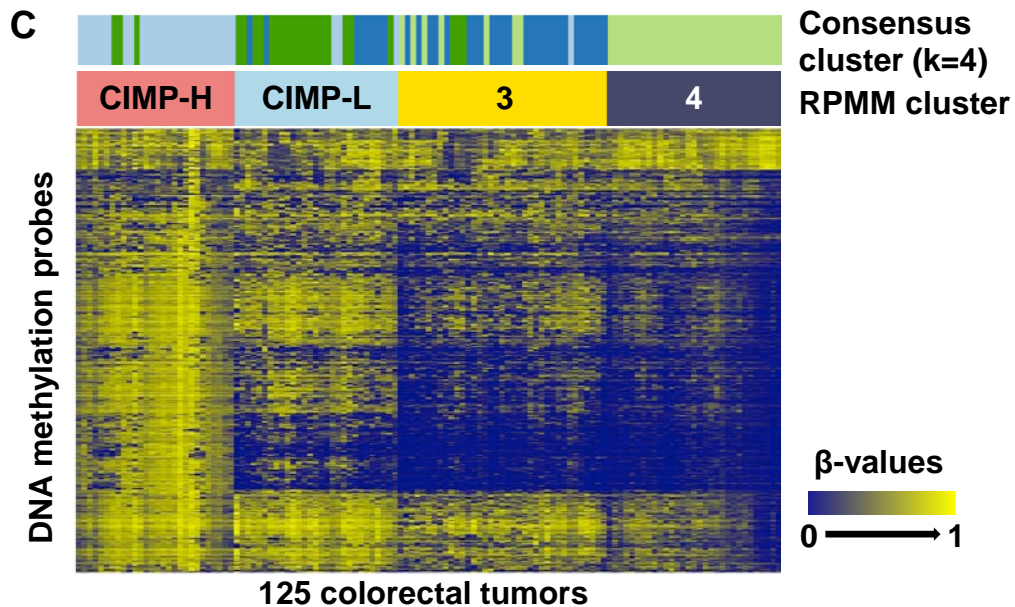 C
Consensus
cluster (k=4)
CIMP-H CIMP-L 3 4
RPMM cluster
DNA methylation probes
β-values
0 1
125 colorectal tumors